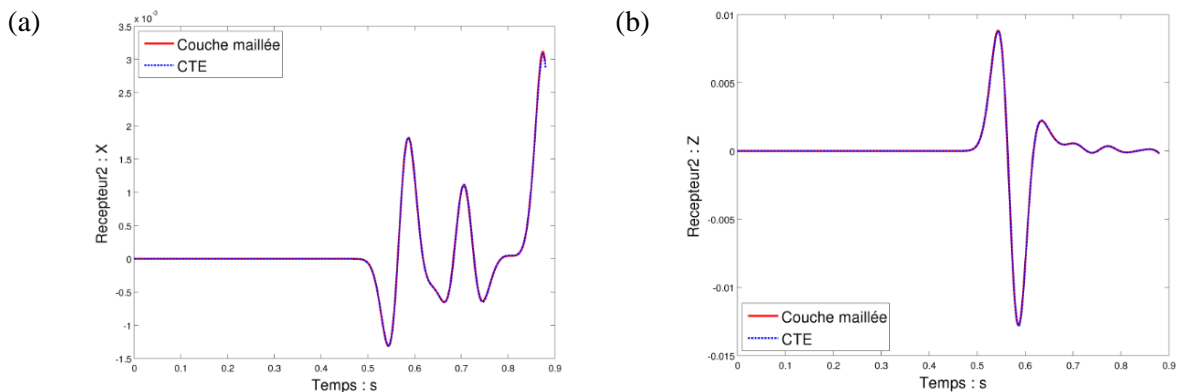 (a)
x 10⁻³
3.5
3
2.5
2
1.5
1
0.5
0
-0.5
-1
-1.5
Recepteur2 : X
Couche maillée
CTE
0 0.1 0.2 0.3 0.4 0.5 0.6 0.7 0.8 0.9
Temps : s
(b)
0.01
0.005
0
-0.005
-0.01
-0.015
Recepteur2 : Z
Couche maillée
CTE
0 0.1 0.2 0.3 0.4 0.5 0.6 0.7 0.8 0.9
Temps : s